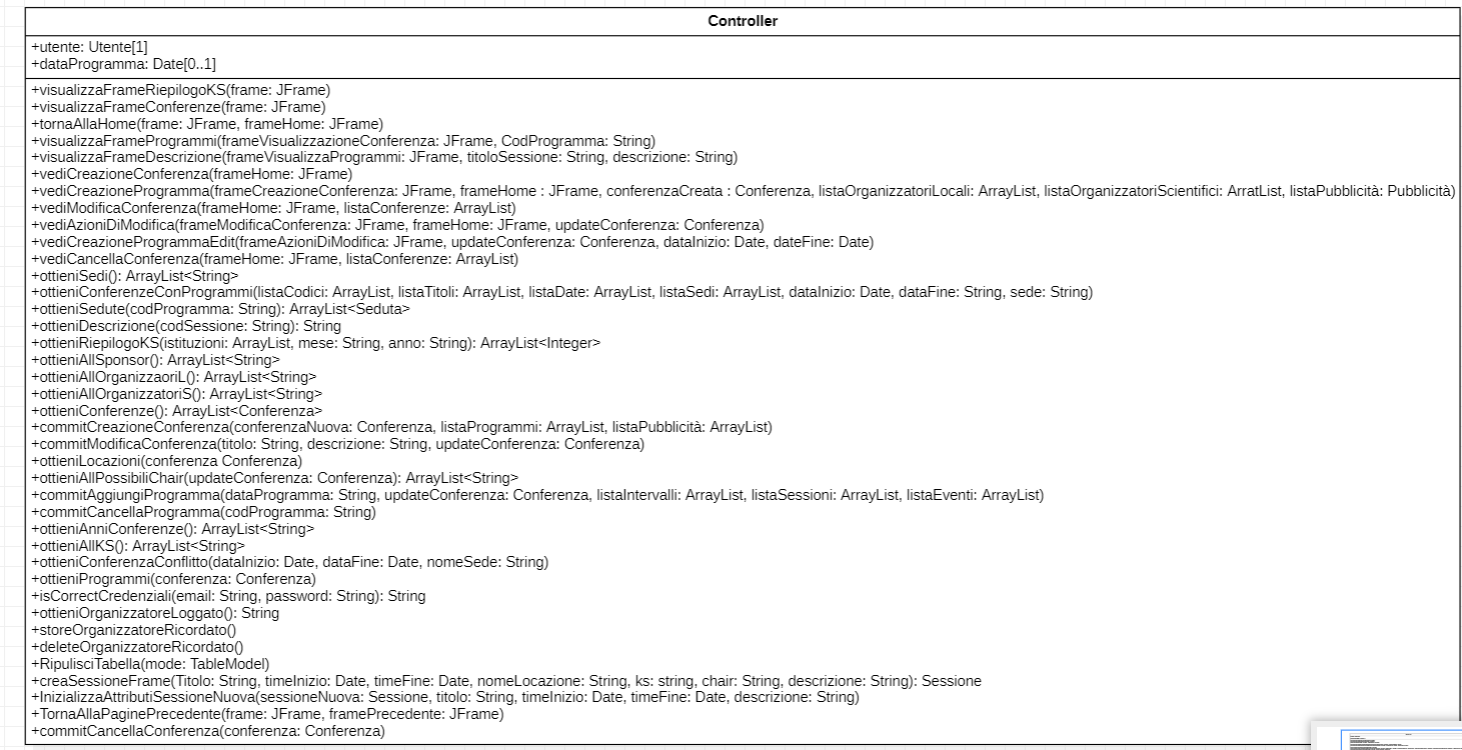 Controller
+utente: Utente[1]
+dataProgramma: Date[0..1]
+visualizzaFrameRiepilogoKS(frame: JFrame)
+visualizzaFrameConferenze(frame: JFrame)
+tornaAllaHome(frame: JFrame, frameHome: JFrame)
+visualizzaFrameProgrammi(frameVisualizzazioneConferenza: JFrame, CodProgramma: String)
+visualizzaFrameDescrizione(frameVisualizzaProgrammi: JFrame, titoloSessione: String, descrizione: String)
+vediCreazioneConferenza(frameHome: JFrame)
+vediCreazioneProgramma(frameCreazioneConferenza: JFrame, frameHome : JFrame, conferenzaCreata : Conferenza, listaOrganizzatoriLocali: ArrayList, listaOrganizzatoriScientifici: ArratList, listaPubblicità: Pubblicità)
+vediModificaConferenza(frameHome: JFrame, listaConferenze: ArrayList)
+vediAzioniDiModifica(frameModificaConferenza: JFrame, frameHome: JFrame, updateConferenza: Conferenza)
+vediCreazioneProgrammaEdit(frameAzioniDiModifica: JFrame, updateConferenza: Conferenza, dataInizio: Date, dateFine: Date)
+vediCancellaConferenza(frameHome: JFrame, listaConferenze: ArrayList)
+ottieniSedi(): ArrayList<String>
+ottieniConferenzeConProgrammi(listaCodici: ArrayList, listaTitoli: ArrayList, listaDate: ArrayList, listaSedi: ArrayList, dataInizio: Date, dataFine: String, sede: String)
+ottieniSedute(codProgramma: String): ArrayList<Seduta>
+ottieniDescrizione(codSessione: String): String
+ottieniRiepilogoKS(istituzioni: ArrayList, mese: String, anno: String): ArrayList<Integer>
+ottieniAllSponsor(): ArrayList<String>
+ottieniAllOrganizzaoriL(): ArrayList<String>
+ottieniAllOrganizzatoriS(): ArrayList<String>
+ottieniConferenze(): ArrayList<Conferenza>
+commitCreazioneConferenza(conferenzaNuova: Conferenza, listaProgrammi: ArrayList, listaPubblicità: ArrayList)
+commitModificaConferenza(titolo: String, descrizione: String, updateConferenza: Conferenza)
+ottieniLocazioni(conferenza Conferenza)
+ottieniAllPossibiliChair(updateConferenza: Conferenza): ArrayList<String>
+commitAggiungiProgramma(dataProgramma: String, updateConferenza: Conferenza, listaIntervalli: ArrayList, listaSessioni: ArrayList, listaEventi: ArrayList)
+commitCancellaProgramma(codProgramma: String)
+ottieniAnniConferenze(): ArrayList<String>
+ottieniAllKS(): ArrayList<String>
+ottieniConferenzaConflitto(dataInizio: Date, dataFine: Date, nomeSede: String)
+ottieniProgrammi(conferenza: Conferenza)
+isCorrectCredenziali(email: String, password: String): String
+ottieniOrganizzatoreLoggato(): String
+storeOrganizzatoreRicordato()
+deleteOrganizzatoreRicordato()
+RipulisciTabella(mode: TableModel)
+creaSessioneFrame(Titolo: String, timeInizio: Date, timeFine: Date, nomeLocazione: String, ks: string, chair: String, descrizione: String): Sessione
+InizializzaAttributiSessioneNuova(sessioneNuova: Sessione, titolo: String, timeInizio: Date, timeFine: Date, descrizione: String)
+TornaAllaPaginePrecedente(frame: JFrame, framePrecedente: JFrame)
+commitCancellaConferenza(conferenza: Conferenza)